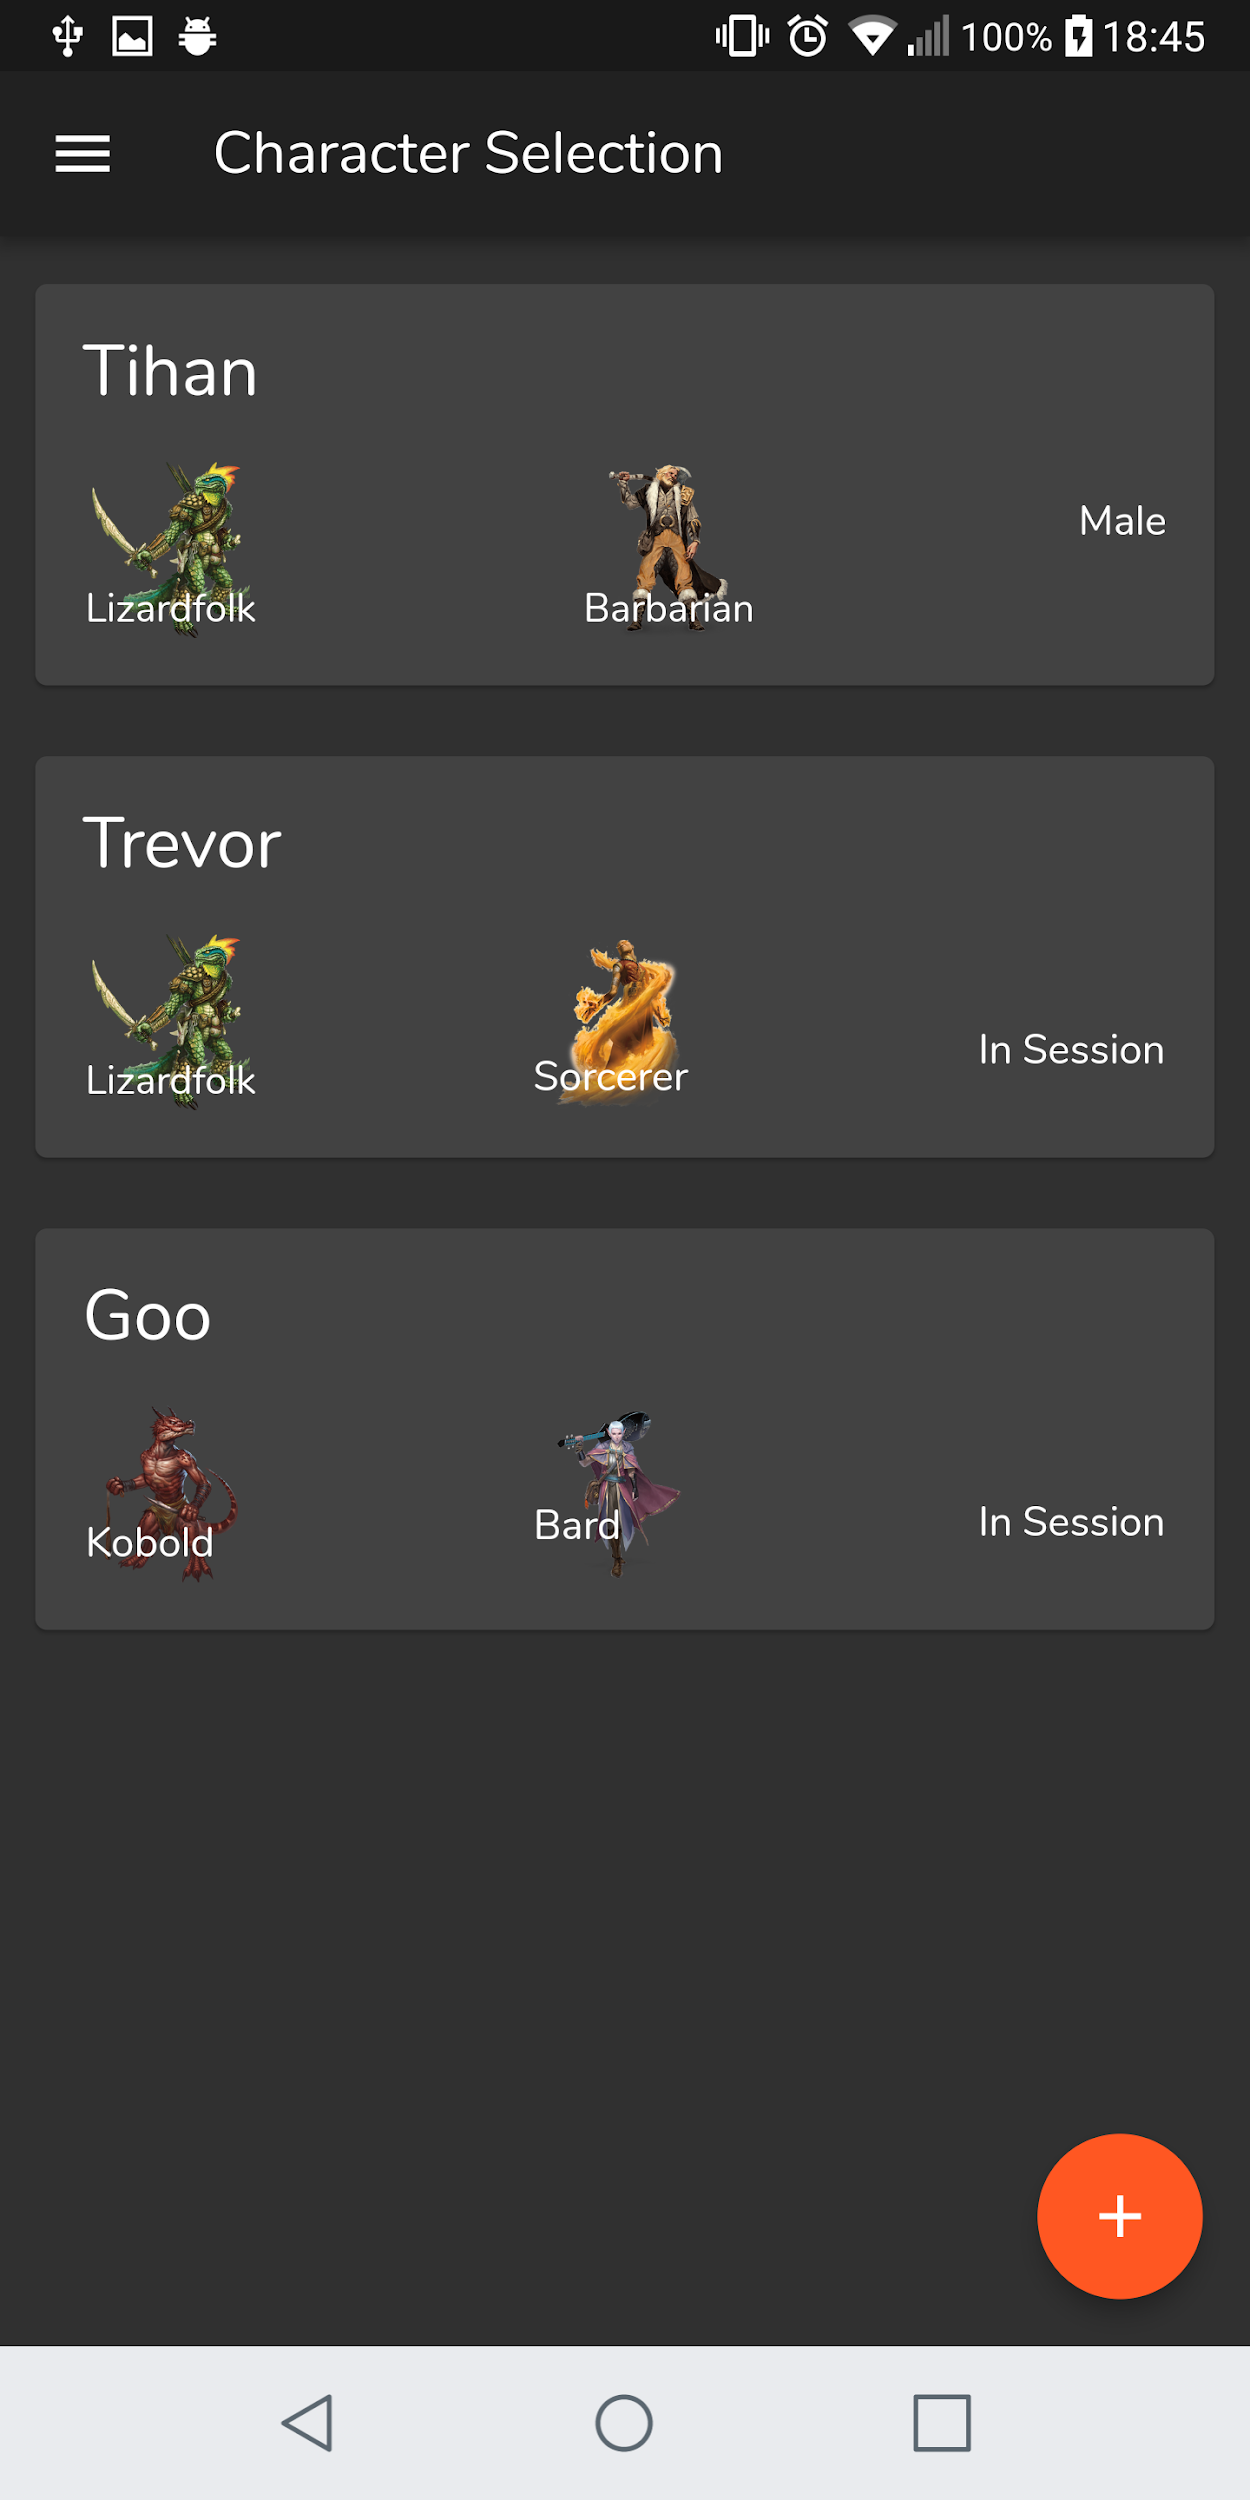 100% 18:45
Character Selection
Tihan
Male
Lizardfolk Barbarian
Trevor
In Session
Lizardfolk Sorcerer
Goo
In Session
Kobold Bard
+